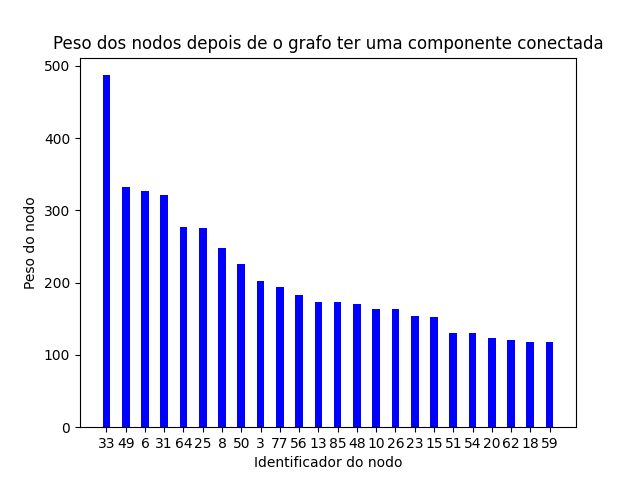 Peso dos nodos depois de o grafo ter uma componente conectada
500
400
300
200
100
0
Peso do nodo
33 49 6 31 64 25 8 50 3 77 56 13 85 48 10 26 23 15 51 54 20 62 18 59
Identificador do nodo